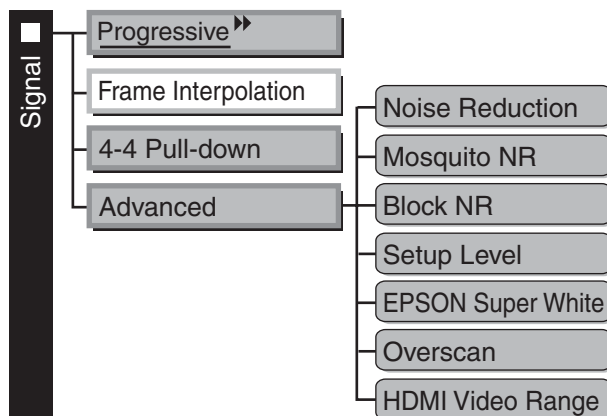 Signal
Progressive
Frame Interpolation
4-4 Pull-down
Advanced
Noise Reduction
Mosquito NR
Block NR
Setup Level
EPSON Super White
Overscan
HDMI Video Range